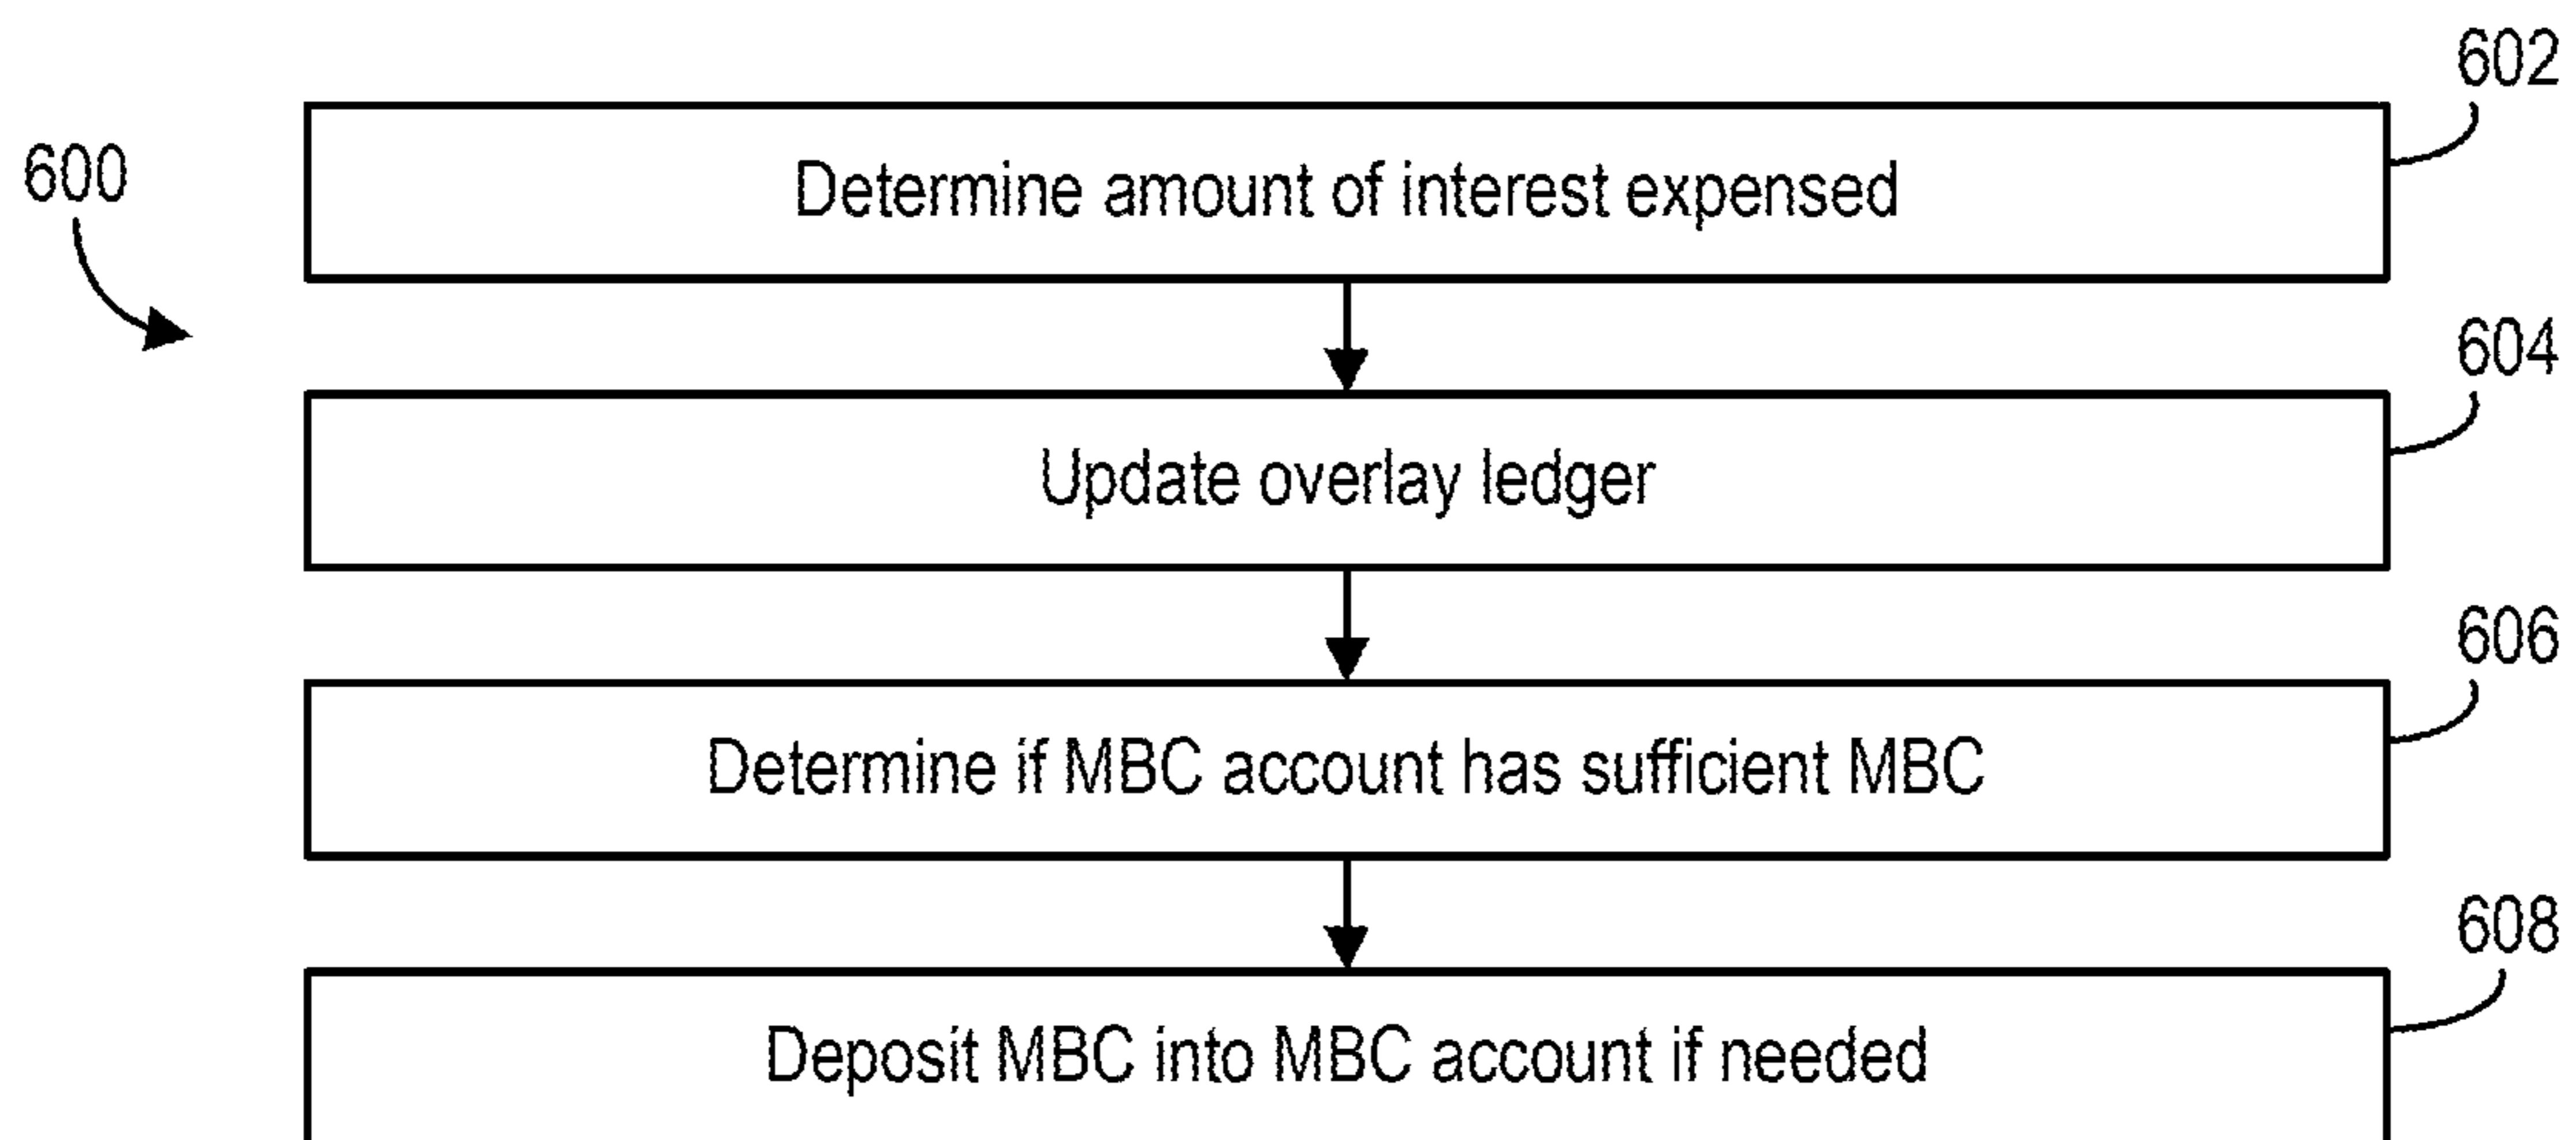 602
600
Determine amount of interest expensed
604
Update overlay ledger
606
Determine if MBC account has sufficient MBC
608
Deposit MBC into MBC account if needed